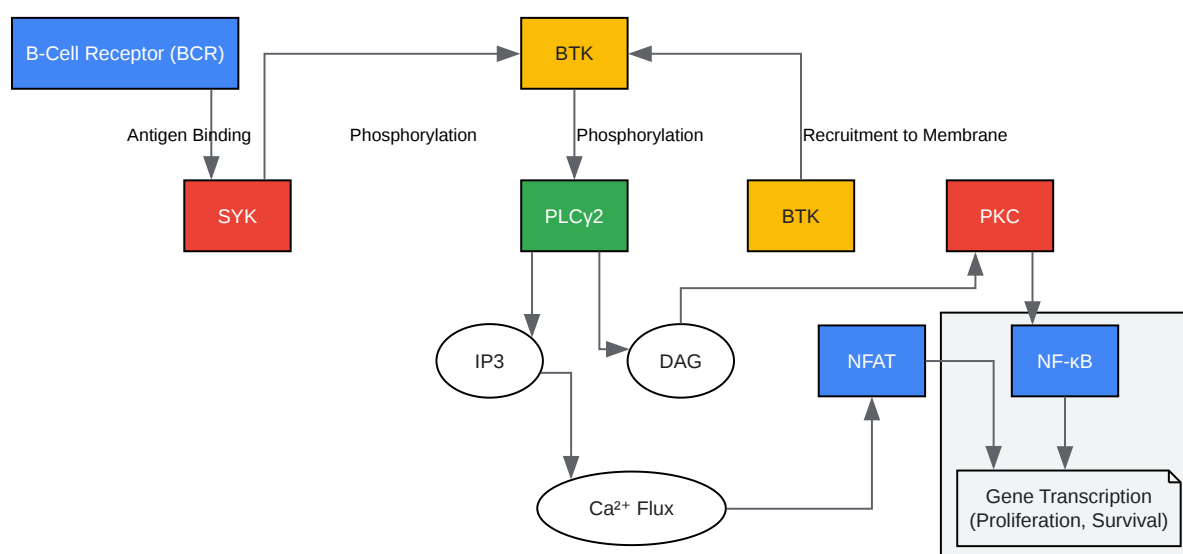 B-Cell Receptor (BCR)
BTK
Antigen Binding
Phosphorylation
Phosphorylation
Recruitment to Membrane
SYK
PLCγ2
BTK
PKC
IP3
DAG
NFAT
NF-κB
Ca²⁺ Flux
Gene Transcription
(Proliferation, Survival)